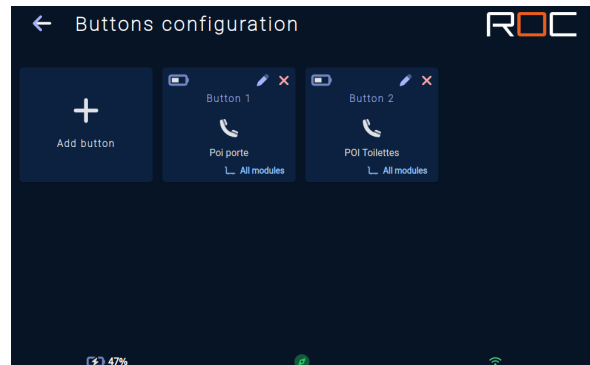 Buttons configuration
ROC
Add button
Button 1
Poi porte
All modules
Button 2
POI Toilettes
All modules
47%